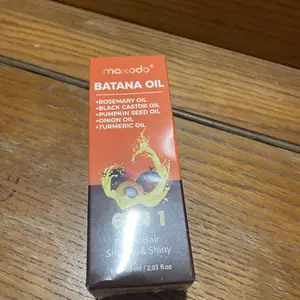 maxodo®
BATANA OIL
•ROSEMARY OIL
•BLACK CASTOR OIL
•PUMPKIN SEED OIL
•ONION OIL
•TURMERIC OIL
6 IN 1
Hair
& Shiny
/ 2.03 fl.oz